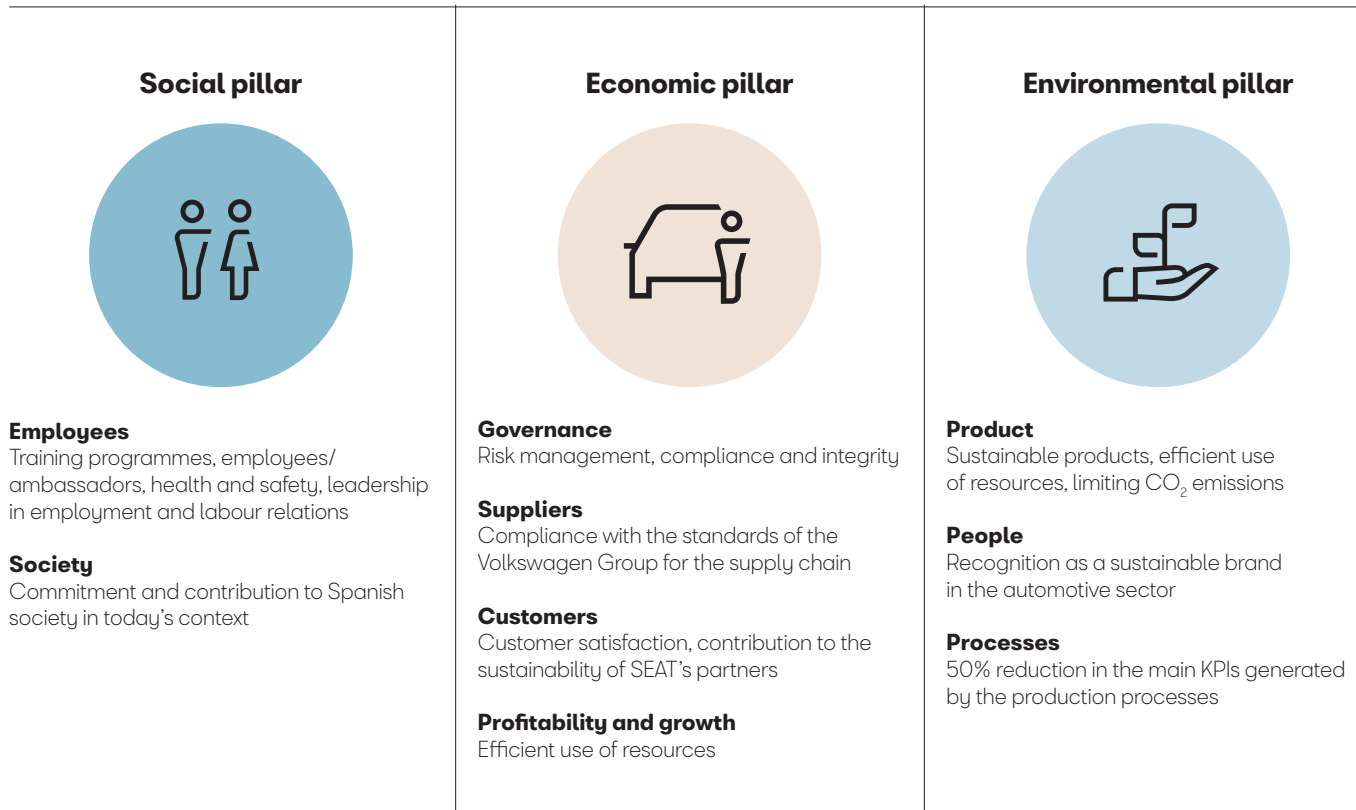 Social pillar
Employees
Training programmes, employees/
ambassadors, health and safety, leadership
in employment and labour relations
Society
Commitment and contribution to Spanish
society in today's context
Economic pillar
Governance
Risk management, compliance and integrity
Suppliers
Compliance with the standards of the
Volkswagen Group for the supply chain
Customers
Customer satisfaction, contribution to the
sustainability of SEAT's partners
Profitability and growth
Efficient use of resources
Environmental pillar
Product
Sustainable products, efficient use
of resources, limiting CO₂ emissions
People
Recognition as a sustainable brand
in the automotive sector
Processes
50% reduction in the main KPIs generated
by the production processes